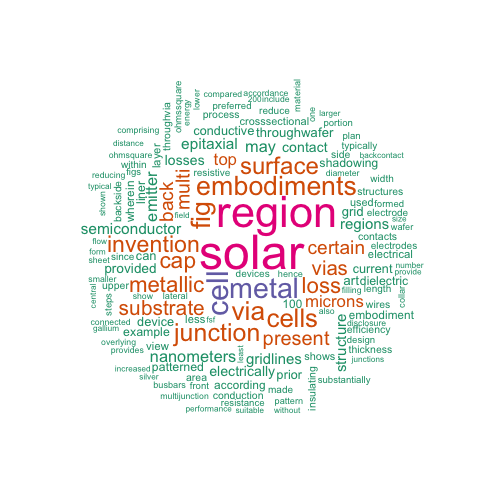 region
solar
cell
metal
embodiments
junction
via
cells
surface
invention
fig
cap
metallic
substrate
loss
present
multi
back
top
certain
vias
microns
may
nanometers
structure
emitter
epitaxial
contact
throughwafer
conductive
losses
semiconductor
regions
gridlines
electrically
provided
liner
grid
shadowing
current
device
example
patterned
prior
art
dielectric
insulating
according
can
less
100
layer
wherein
backside
throughvia
ohmssquare
energy
lower
compared
accordance
200
include
material
one
larger
preferred
reduce
process
crosssectional
portion
plan
typically
side
backcontact
diameter
structures
used
formed
electrode
size
wafer
contacts
electrodes
electrical
number
provide
devices
hence
filling
length
collar
wires
also
embodiment
disclosure
efficiency
shows
design
thickness
junctions
substantially
made
pattern
without
suitable
resistance
conduction
performance
front
area
busbars
multijunction
silver
increased
view
least
fsf
lateral
show
steps
connected
gallium
overlying
provides
upper
central
smaller
sheet
since
form
flow
field
shown
typical
reducing
figs
within
ohmsquare
distance
comprising
resistive
width